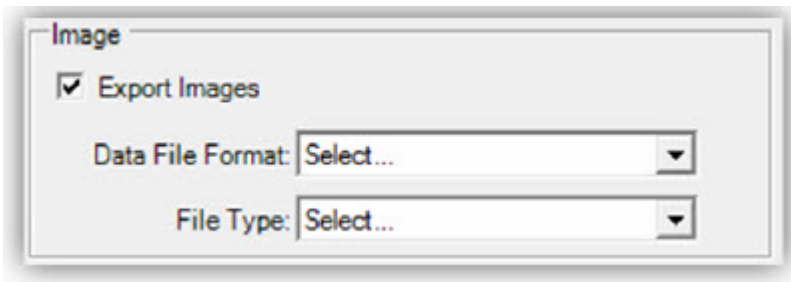 Image
Export Images
Data File Format: Select...
File Type: Select...